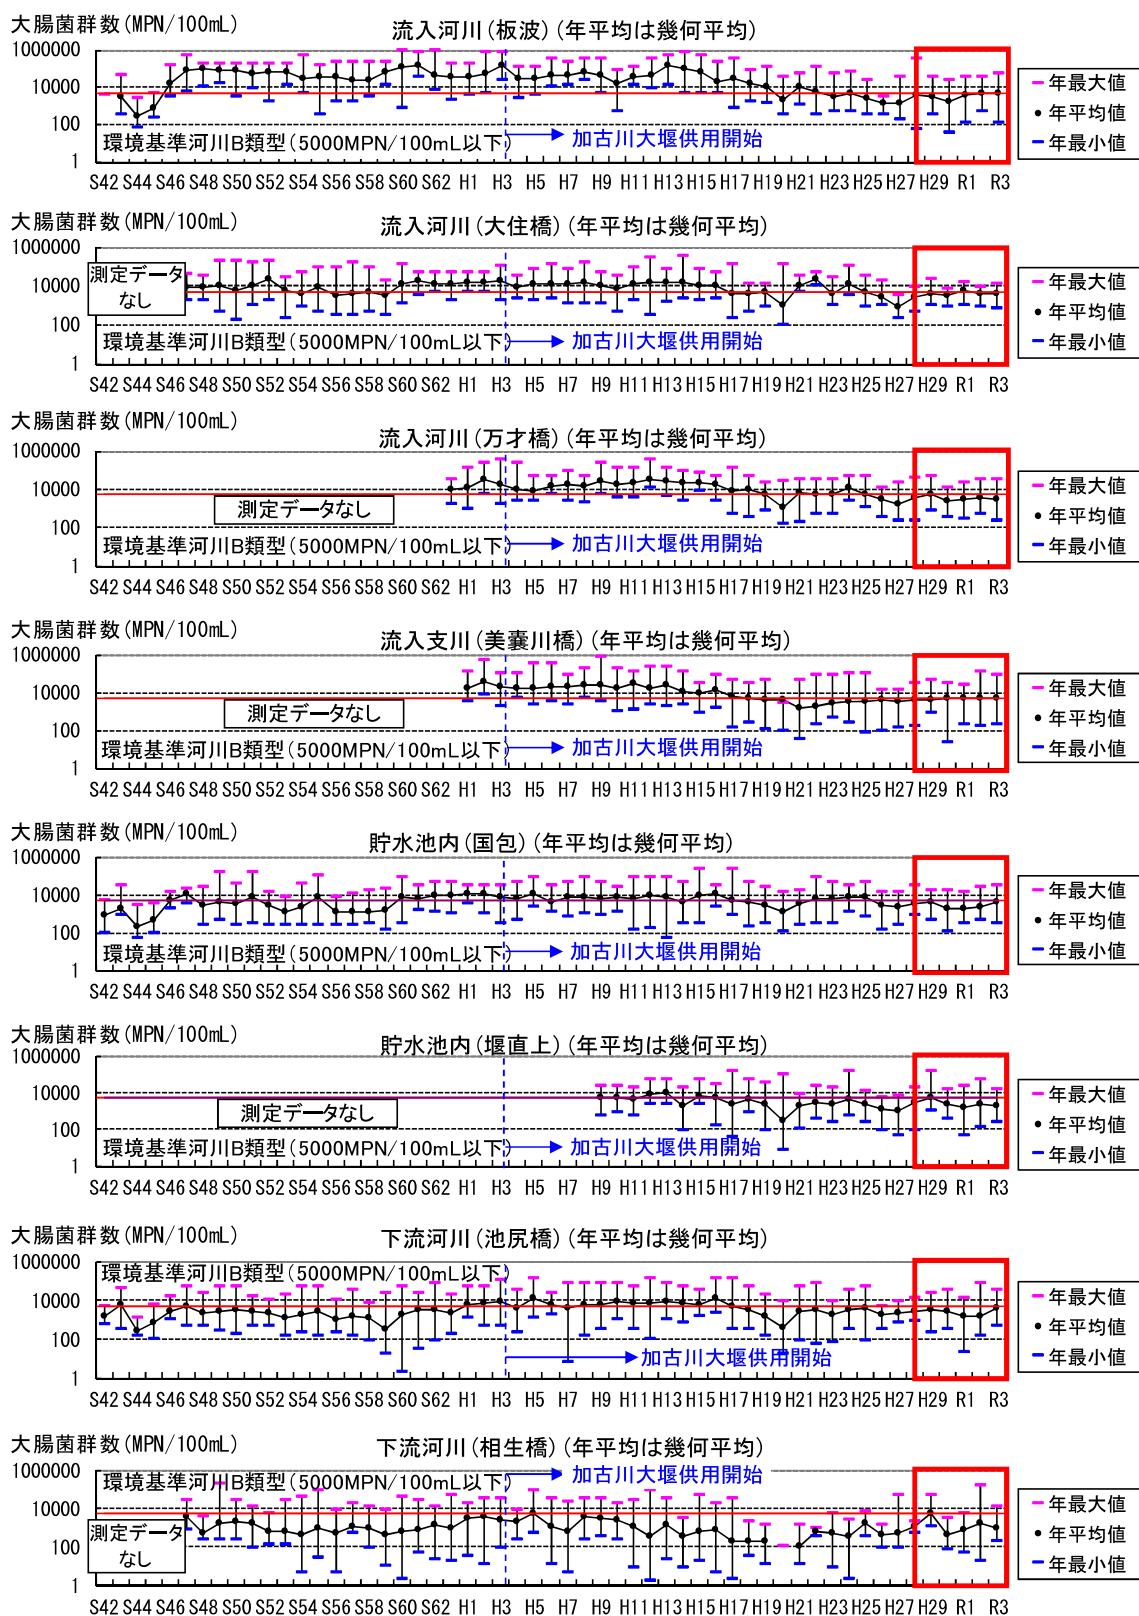 大腸菌群数(MPN/100mL)
流入河川(板波)(年平均は幾何平均)
1000000
10000
100
1
環境基準河川B類型(5000MPN/100mL以下)
加古川大堰供用開始
年最大値
年平均値
年最小値
S42 S44 S46 S48 S50 S52 S54 S56 S58 S60 S62 H1 H3 H5 H7 H9 H11 H13 H15 H17 H19 H21 H23 H25 H27 H29 R1 R3
大腸菌群数(MPN/100mL)
流入河川(大住橋)(年平均は幾何平均)
1000000
10000
100
1
測定データ
なし
環境基準河川B類型(5000MPN/100mL以下)
加古川大堰供用開始
年最大値
年平均値
年最小値
S42 S44 S46 S48 S50 S52 S54 S56 S58 S60 S62 H1 H3 H5 H7 H9 H11 H13 H15 H17 H19 H21 H23 H25 H27 H29 R1 R3
大腸菌群数(MPN/100mL)
流入河川(万才橋)(年平均は幾何平均)
1000000
10000
100
1
測定データなし
環境基準河川B類型(5000MPN/100mL以下)
加古川大堰供用開始
年最大値
年平均値
年最小値
S42 S44 S46 S48 S50 S52 S54 S56 S58 S60 S62 H1 H3 H5 H7 H9 H11 H13 H15 H17 H19 H21 H23 H25 H27 H29 R1 R3
大腸菌群数(MPN/100mL)
流入支川(美嚢川橋)(年平均は幾何平均)
1000000
10000
100
1
測定データなし
環境基準河川B類型(5000MPN/100mL以下)
加古川大堰供用開始
年最大値
年平均値
年最小値
S42 S44 S46 S48 S50 S52 S54 S56 S58 S60 S62 H1 H3 H5 H7 H9 H11 H13 H15 H17 H19 H21 H23 H25 H27 H29 R1 R3
大腸菌群数(MPN/100mL)
貯水池内(国包)(年平均は幾何平均)
1000000
10000
100
1
環境基準河川B類型(5000MPN/100mL以下)
加古川大堰供用開始
年最大値
年平均値
年最小値
S42 S44 S46 S48 S50 S52 S54 S56 S58 S60 S62 H1 H3 H5 H7 H9 H11 H13 H15 H17 H19 H21 H23 H25 H27 H29 R1 R3
大腸菌群数(MPN/100mL)
貯水池内(堰直上)(年平均は幾何平均)
1000000
10000
100
1
測定データなし
環境基準河川B類型(5000MPN/100mL以下)
加古川大堰供用開始
年最大値
年平均値
年最小値
S42 S44 S46 S48 S50 S52 S54 S56 S58 S60 S62 H1 H3 H5 H7 H9 H11 H13 H15 H17 H19 H21 H23 H25 H27 H29 R1 R3
大腸菌群数(MPN/100mL)
下流河川(池尻橋)(年平均は幾何平均)
1000000
10000
100
1
環境基準河川B類型(5000MPN/100mL以下)
加古川大堰供用開始
年最大値
年平均値
年最小値
S42 S44 S46 S48 S50 S52 S54 S56 S58 S60 S62 H1 H3 H5 H7 H9 H11 H13 H15 H17 H19 H21 H23 H25 H27 H29 R1 R3
大腸菌群数(MPN/100mL)
下流河川(相生橋)(年平均は幾何平均)
1000000
10000
100
1
環境基準河川B類型(5000MPN/100mL以下)
加古川大堰供用開始
測定データ
なし
年最大値
年平均値
年最小値
S42 S44 S46 S48 S50 S52 S54 S56 S58 S60 S62 H1 H3 H5 H7 H9 H11 H13 H15 H17 H19 H21 H23 H25 H27 H29 R1 R3